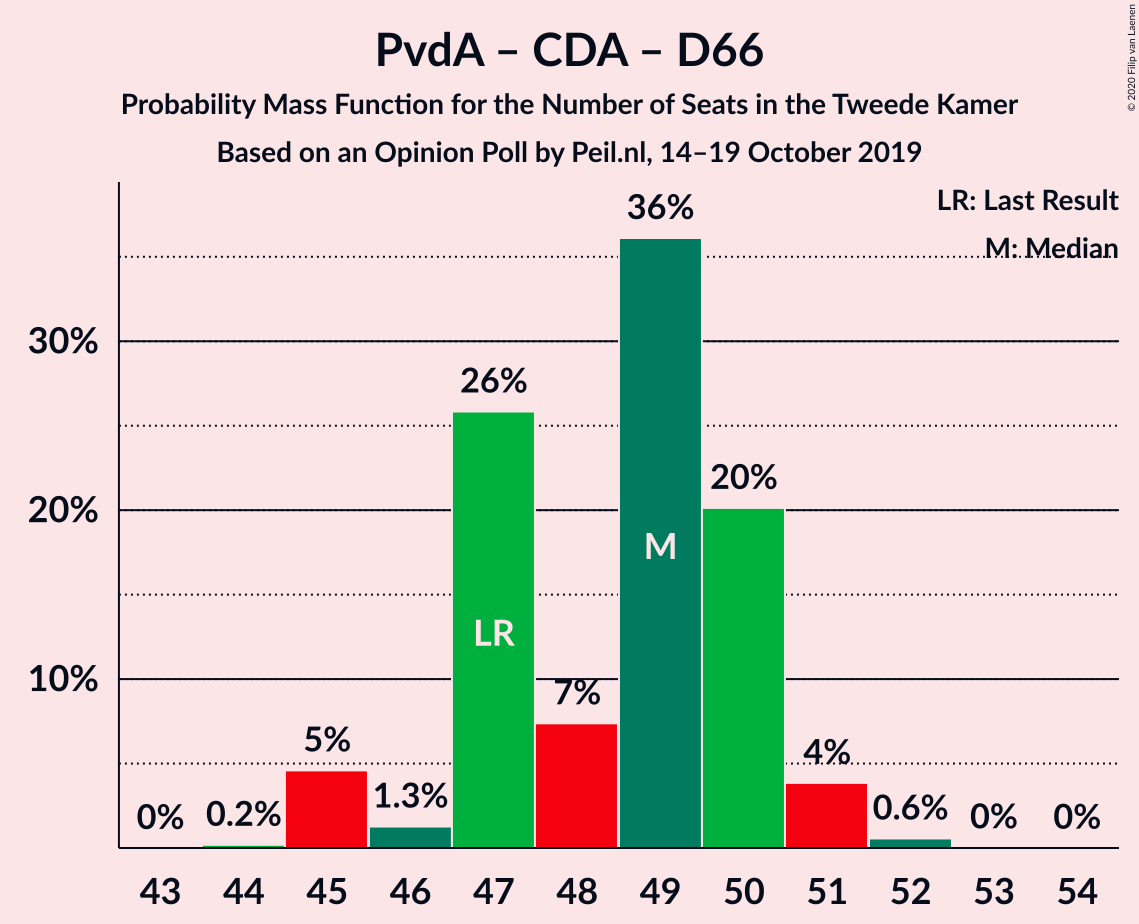 PvdA – CDA – D66
Probability Mass Function for the Number of Seats in the Tweede Kamer
Based on an Opinion Poll by Peil.nl, 14–19 October 2019
© 2020 Filip van Laenen
LR: Last Result
M: Median
30%
20%
10%
0%
0.2%
5%
1.3%
26%
7%
36%
20%
4%
0.6%
0%
0%
LR
M
43 44 45 46 47 48 49 50 51 52 53 54